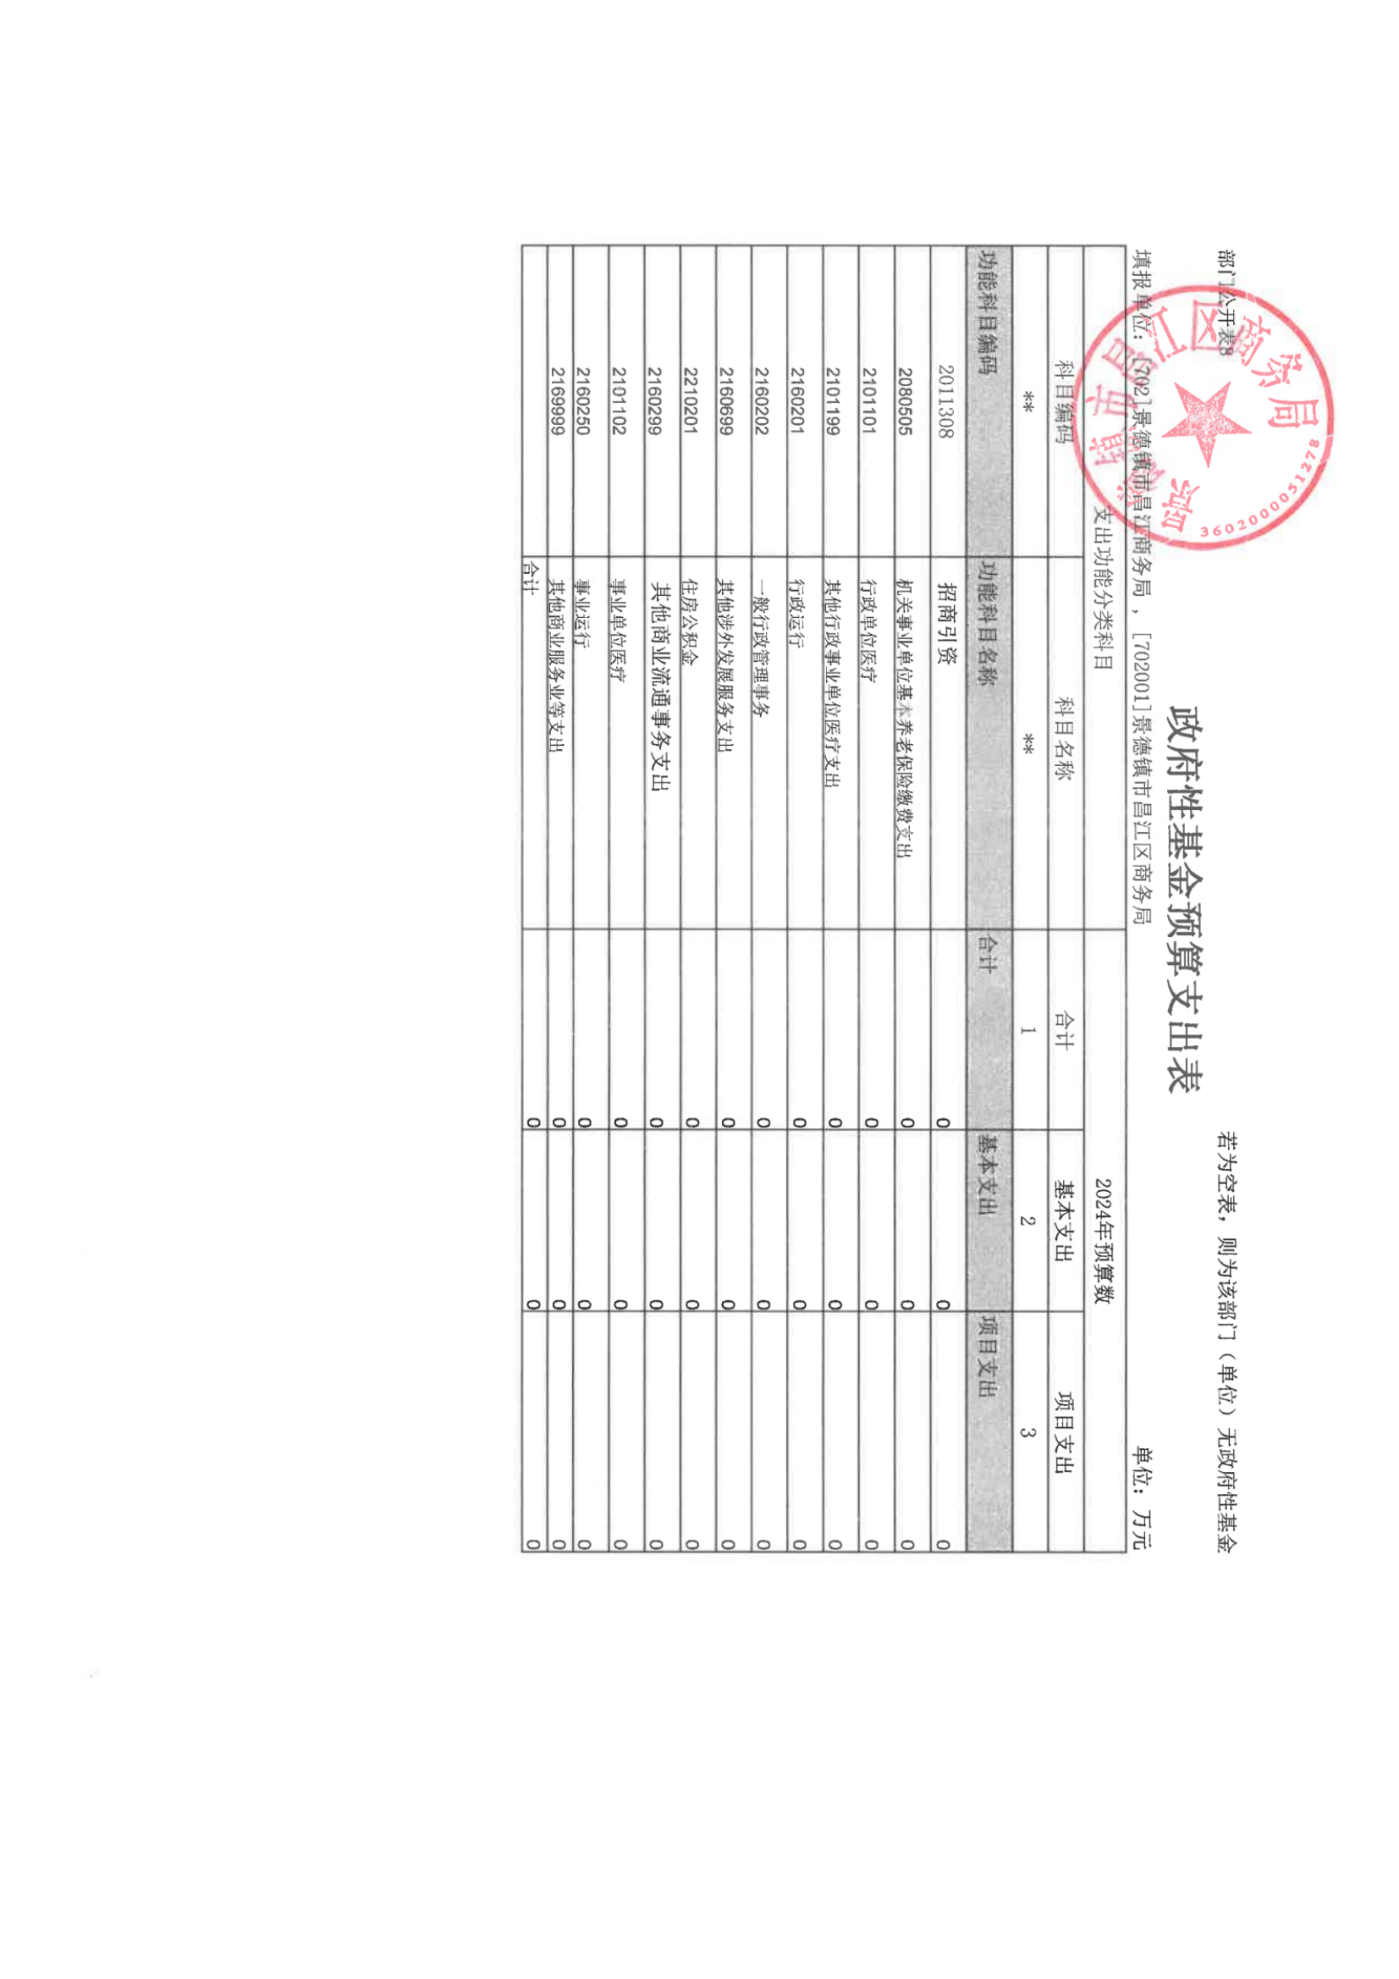 部门公开表8 若为空表，则为该部门（单位）无政府性基金
政府性基金预算支出表
填报单位：[702]景德镇市昌江商务局 , [702001]景德镇市昌江区商务局 单位：万元
支出功能分类科目 2024年预算数
科目编码 科目名称 合计 基本支出 项目支出
** ** 1 2 3
功能科目编码 功能科目名称 合计 基本支出 项目支出
2011308 招商引资 0 0 0
2080505 机关事业单位基本养老保险缴费支出 0 0 0
2101101 行政单位医疗 0 0 0
2101199 其他行政事业单位医疗支出 0 0 0
2160201 行政运行 0 0 0
2160202 一般行政管理事务 0 0 0
2160699 其他涉外发展服务支出 0 0 0
2210201 住房公积金 0 0 0
2160299 其他商业流通事务支出 0 0 0
2101102 事业单位医疗 0 0 0
2160250 事业运行 0 0 0
2169999 其他商业服务业等支出 0 0 0
合计 0 0 0
景德镇市昌江区商务局
3602000051278